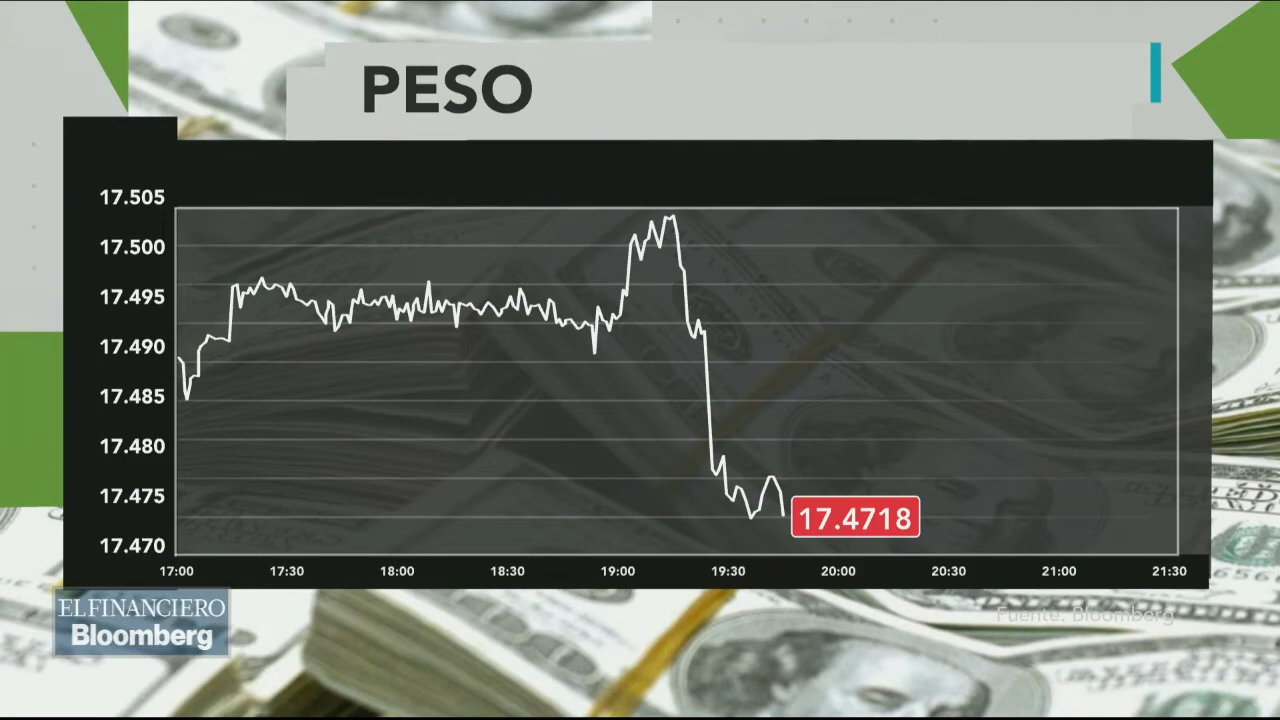 PESO
17.505
17.500
17.495
17.490
17.485
17.480
17.475
17.470
17.4718
17:00 17:30 18:00 18:30 19:00 19:30 20:00 20:30 21:00 21:30
EL FINANCIERO
Bloomberg
Fuente: Bloomberg